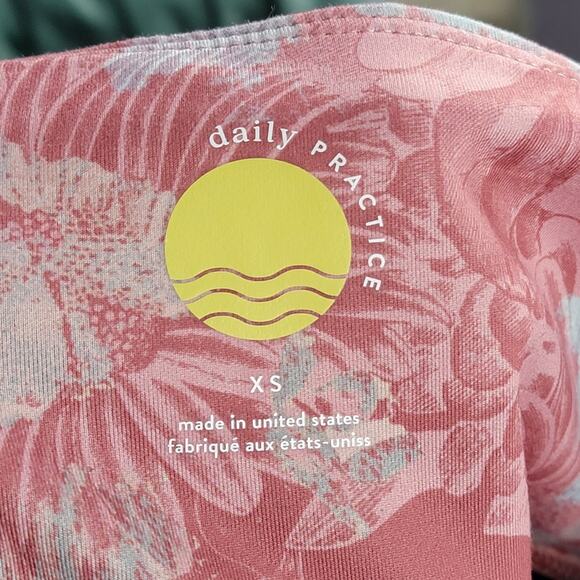 daily PRACTICE
XS
made in united states
fabriqué aux états-uniss